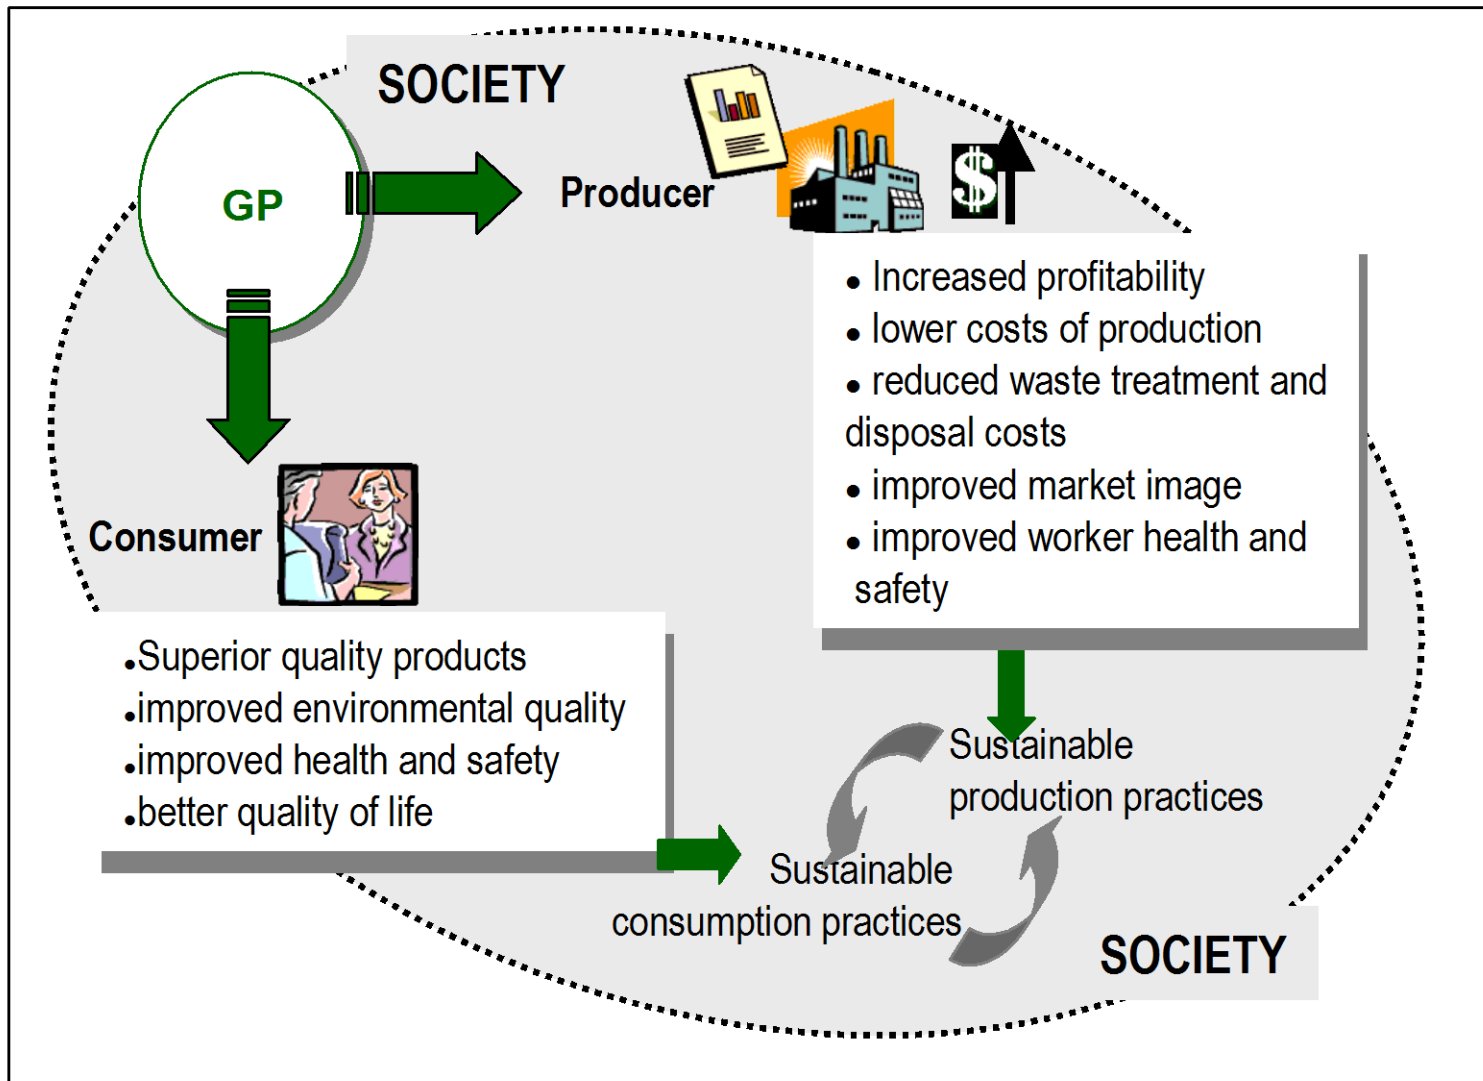 SOCIETY
GP
Producer
$
• Increased profitability
• lower costs of production
• reduced waste treatment and
disposal costs
• improved market image
• improved worker health and
safety
Consumer
•Superior quality products
•improved environmental quality
•improved health and safety
•better quality of life
Sustainable
production practices
Sustainable
consumption practices
SOCIETY